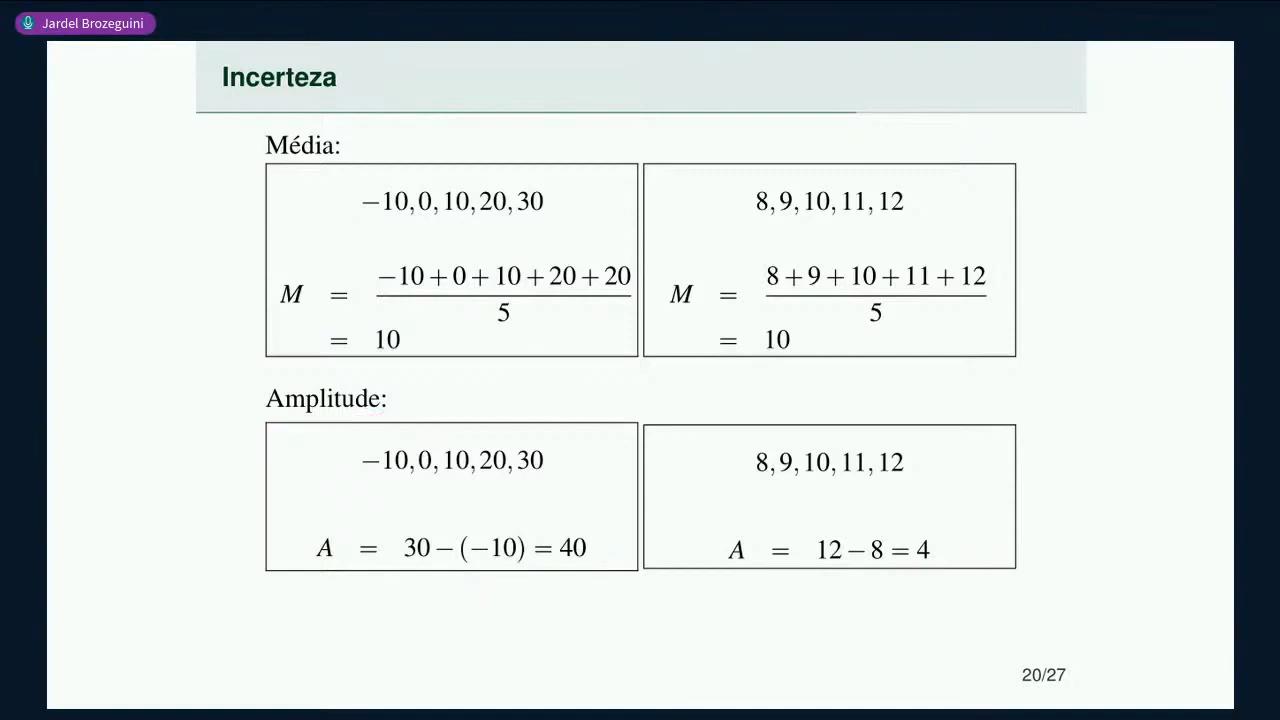 Jardel Brozeguini
Incerteza
Média:
−10, 0, 10, 20, 30
M = −10 + 0 + 10 + 20 + 20 / 5
= 10
8, 9, 10, 11, 12
M = 8 + 9 + 10 + 11 + 12 / 5
= 10
Amplitude:
−10, 0, 10, 20, 30
A = 30 − (−10) = 40
8, 9, 10, 11, 12
A = 12 − 8 = 4
20/27